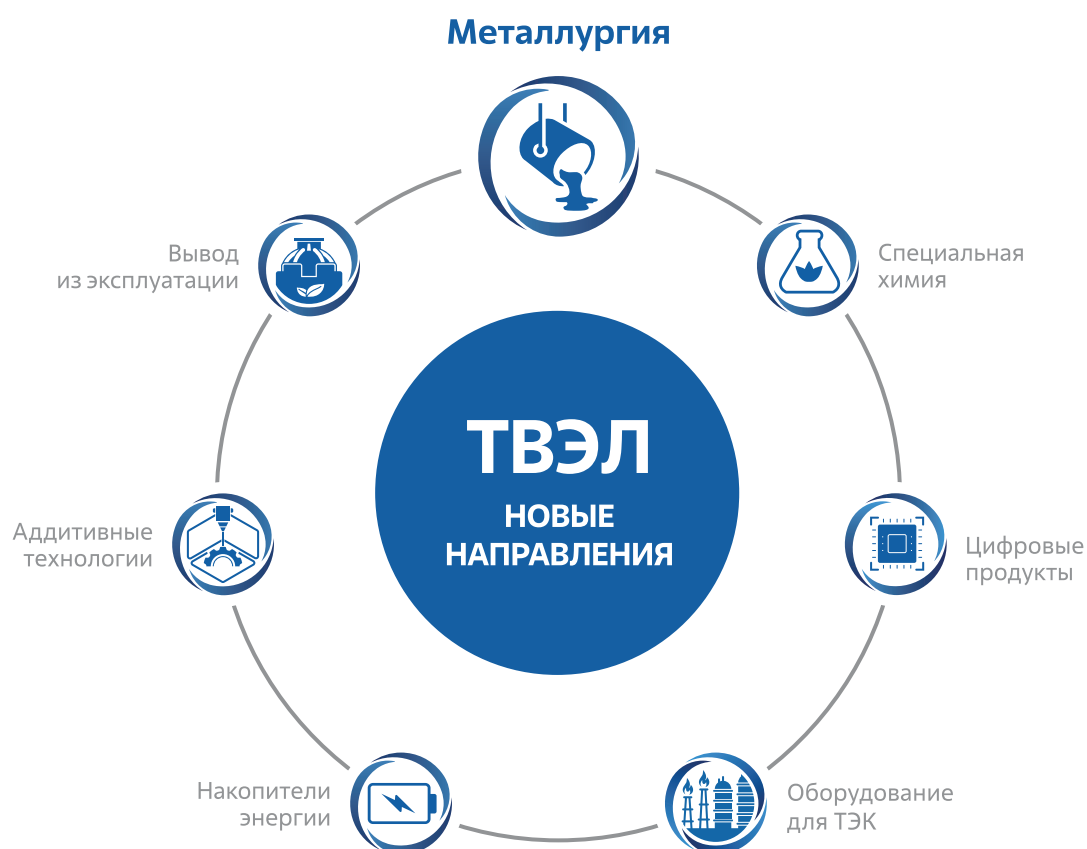 Металлургия
Вывод
из эксплуатации
Специальная
химия
ТВЭЛ
НОВЫЕ
НАПРАВЛЕНИЯ
Аддитивные
технологии
Цифровые
продукты
Накопители
энергии
Оборудование
для ТЭК